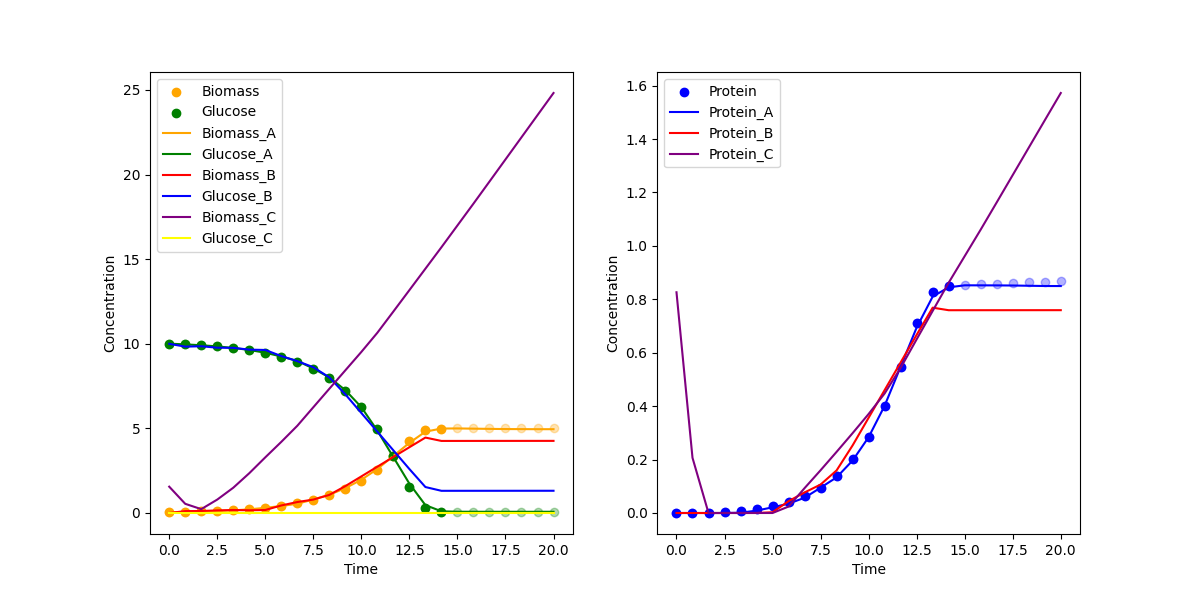 Biomass
Glucose
Biomass_A
Glucose_A
Biomass_B
Glucose_B
Biomass_C
Glucose_C
25
20
15
10
5
0
Concentration
0.0 2.5 5.0 7.5 10.0 12.5 15.0 17.5 20.0
Time
Protein
Protein_A
Protein_B
Protein_C
1.6
1.4
1.2
1.0
0.8
0.6
0.4
0.2
0.0
Concentration
0.0 2.5 5.0 7.5 10.0 12.5 15.0 17.5 20.0
Time